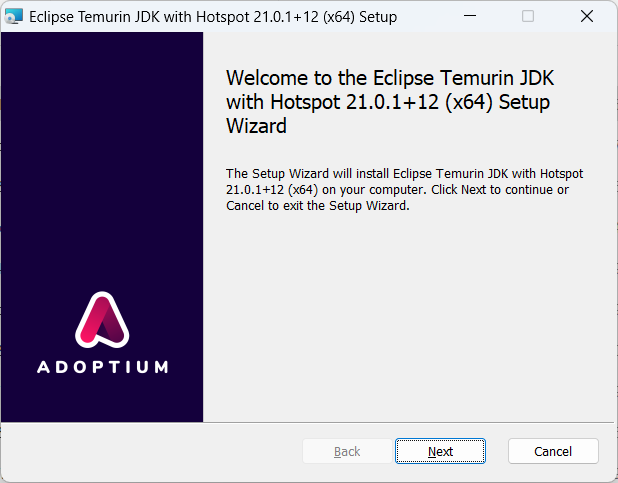 Eclipse Temurin JDK with Hotspot 21.0.1+12 (x64) Setup
Welcome to the Eclipse Temurin JDK
with Hotspot 21.0.1+12 (x64) Setup
Wizard
The Setup Wizard will install Eclipse Temurin JDK with Hotspot
21.0.1+12 (x64) on your computer. Click Next to continue or
Cancel to exit the Setup Wizard.
ADOPTIUM
Back Next Cancel